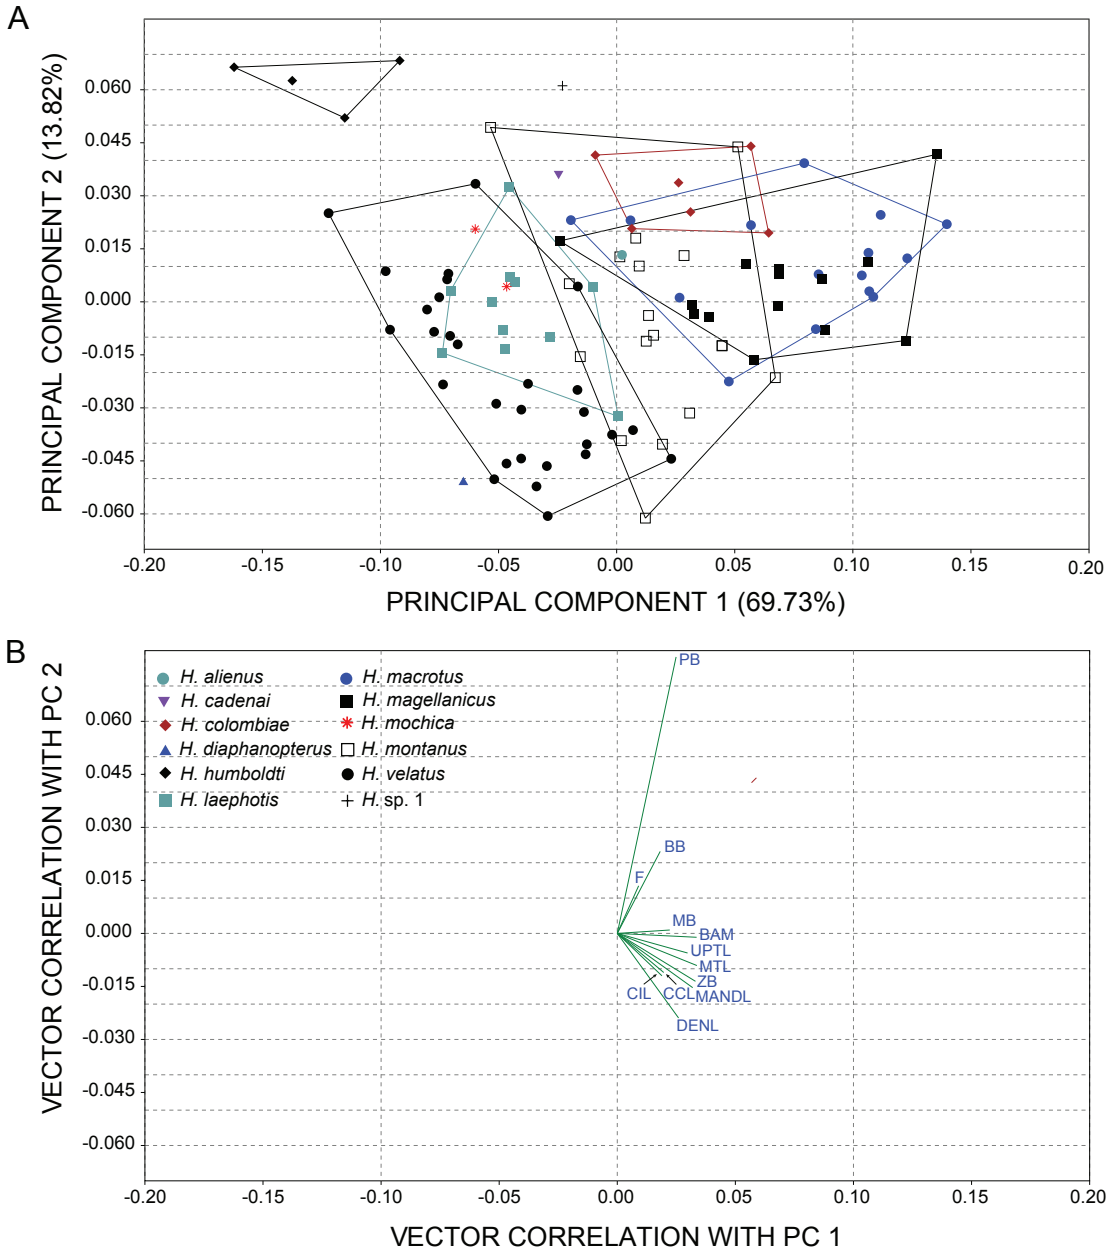 A
PRINCIPAL COMPONENT 2 (13.82%)
0.060
0.045
0.030
0.015
0.000
-0.015
-0.030
-0.045
-0.060
-0.20
-0.15
-0.10
-0.05
0.00
0.05
0.10
0.15
0.20
PRINCIPAL COMPONENT 1 (69.73%)
B
VECTOR CORRELATION WITH PC 2
0.060
0.045
0.030
0.015
0.000
-0.015
-0.030
-0.045
-0.060
H. alienus
H. cadenai
H. colombiae
H. diaphanopterus
H. humboldti
H. laephotis
H. macrotus
H. magellanicus
H. mochica
H. montanus
H. velatus
H. sp. 1
PB
BB
F
MB
BAM
UPTL
MTL
ZB
CIL
CCL
MANDL
DENL
-0.20
-0.15
-0.10
-0.05
0.00
0.05
0.10
0.15
0.20
VECTOR CORRELATION WITH PC 1